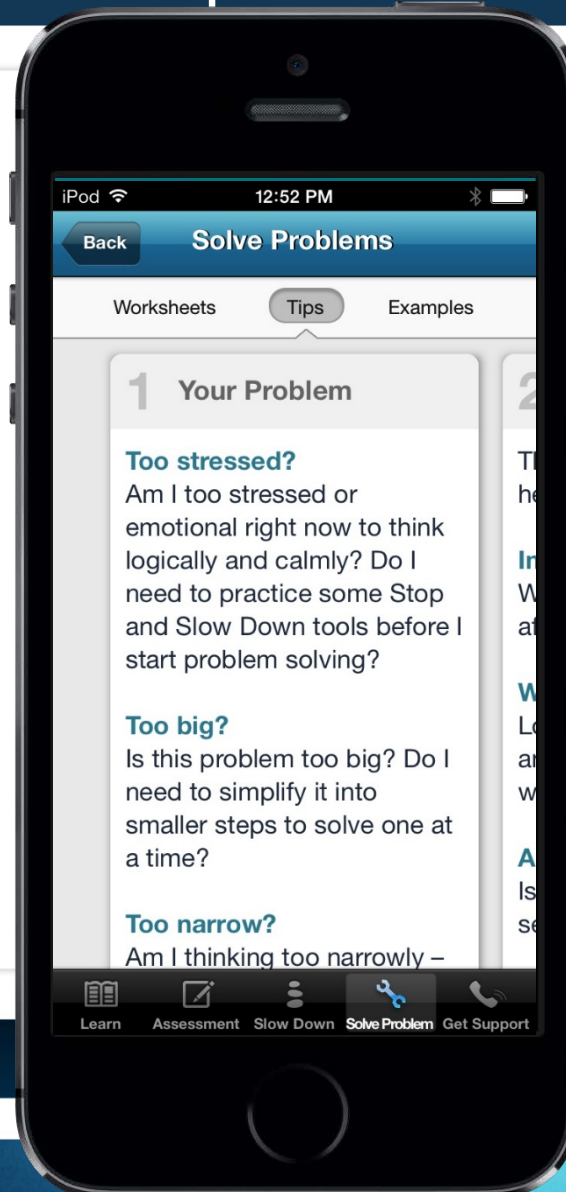 iPod 12:52 PM
Back Solve Problems
Worksheets Tips Examples
1 Your Problem
Too stressed?
Am I too stressed or
emotional right now to think
logically and calmly? Do I
need to practice some Stop
and Slow Down tools before I
start problem solving?
Too big?
Is this problem too big? Do I
need to simplify it into
smaller steps to solve one at
a time?
Too narrow?
Am I thinking too narrowly –
2
Is
Learn Assessment Slow Down Solve Problem Get Support